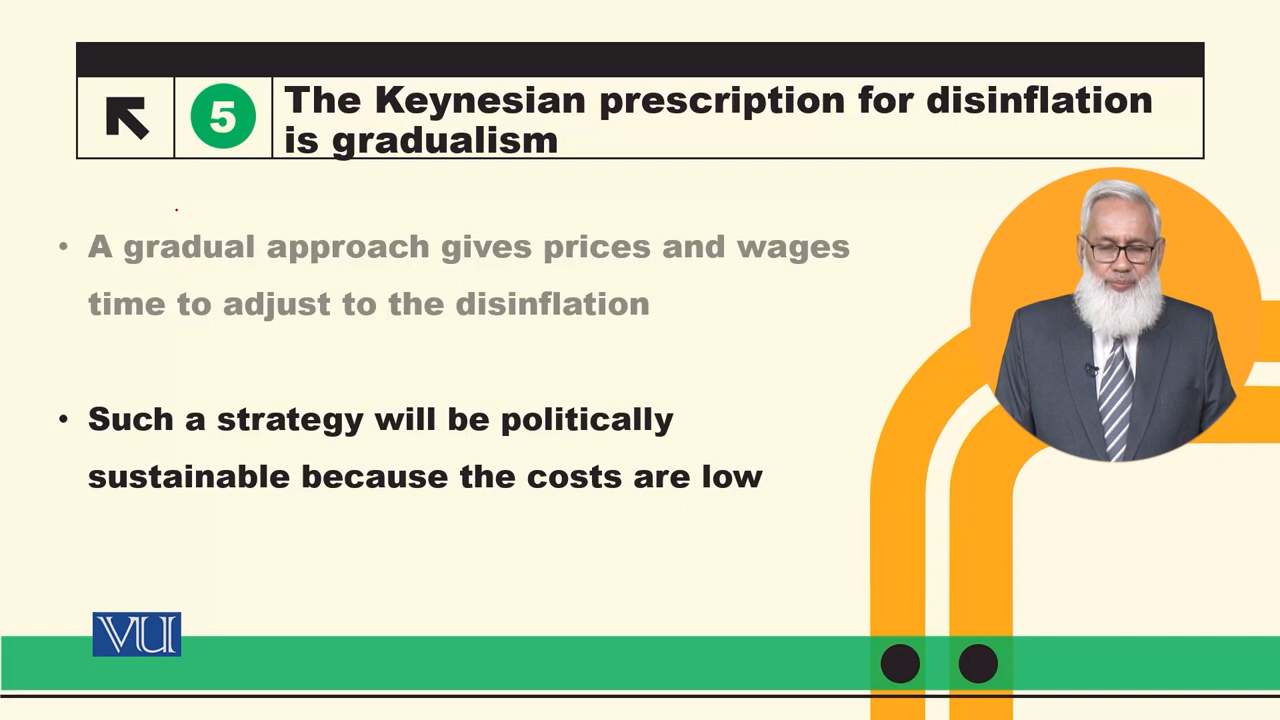 5
The Keynesian prescription for disinflation
is gradualism
• A gradual approach gives prices and wages
time to adjust to the disinflation
• Such a strategy will be politically
sustainable because the costs are low
VU